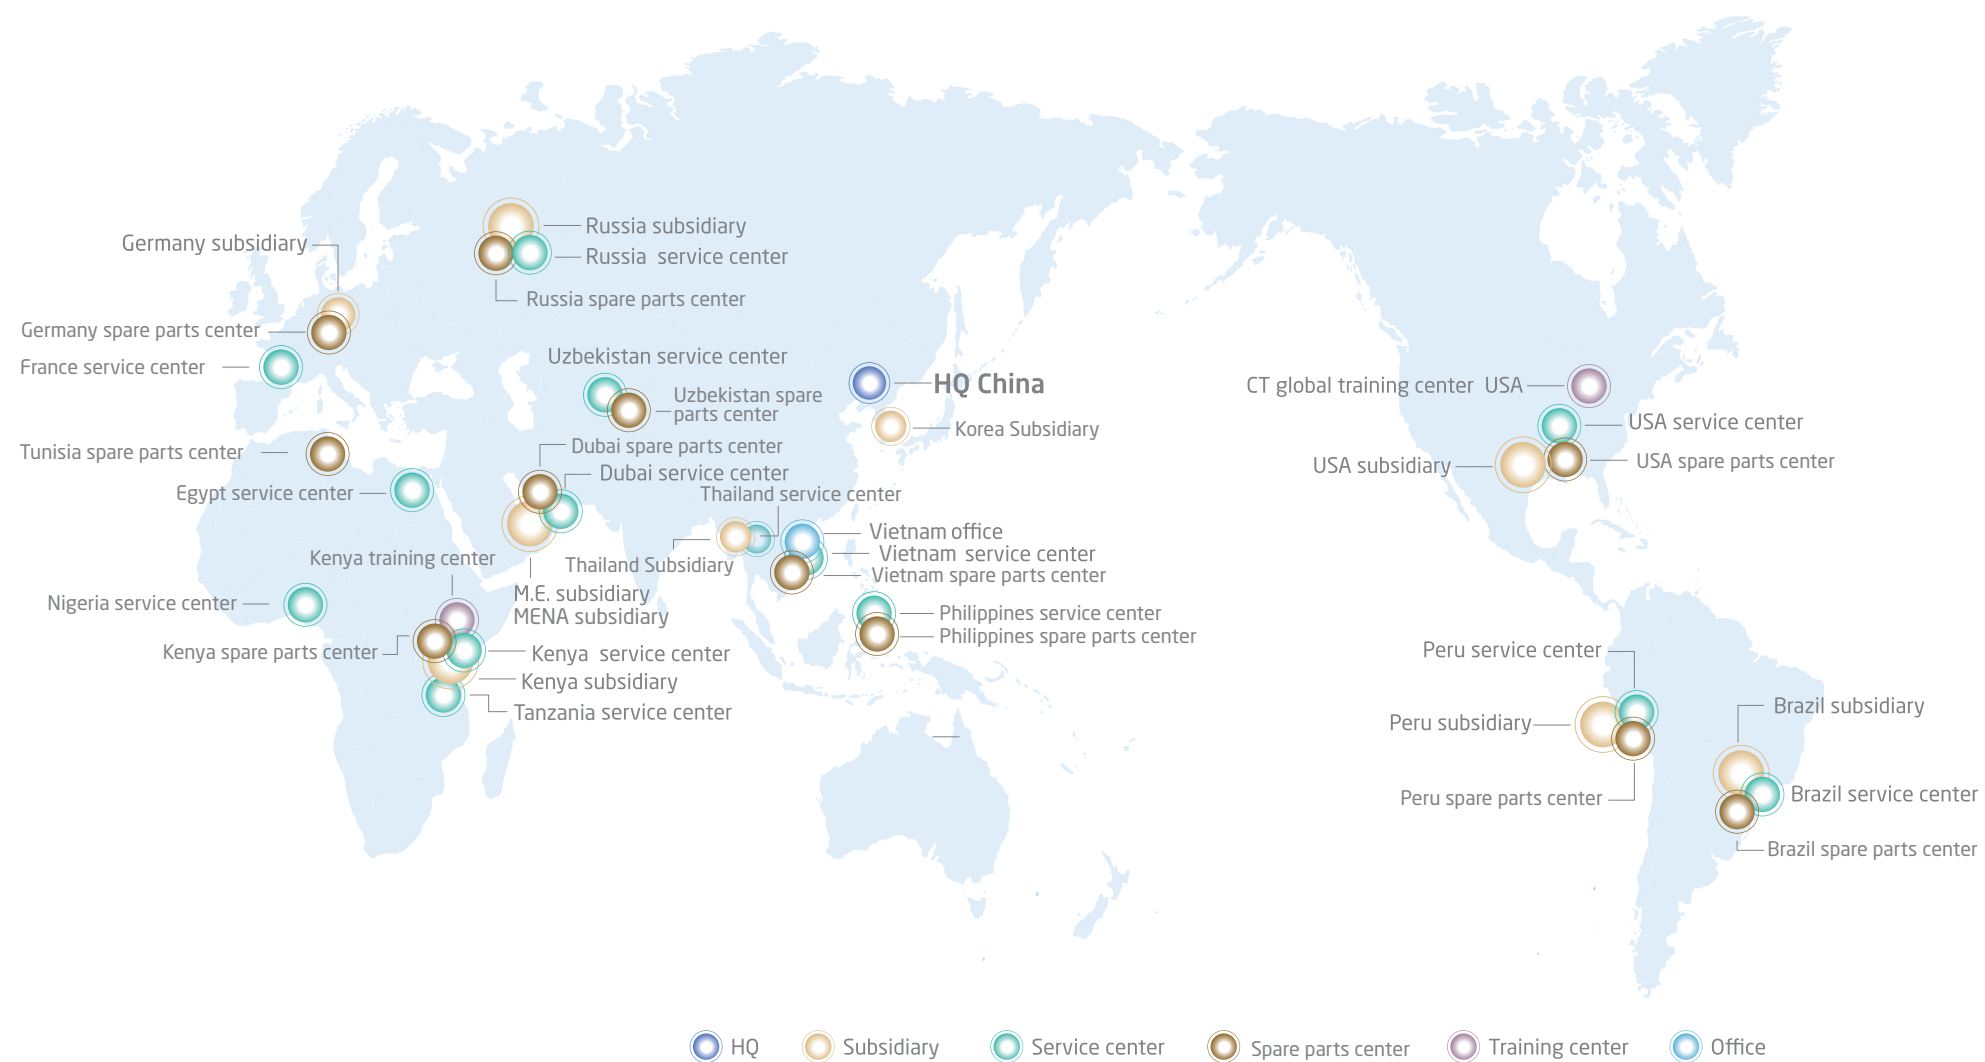 Russia subsidiary
Germany subsidiary
Russia service center
Russia spare parts center
Germany spare parts center
France service center
Uzbekistan service center
Uzbekistan spare
parts center
HQ China
CT global training center USA
USA service center
Korea Subsidiary
Tunisia spare parts center
Dubai spare parts center
USA subsidiary
USA spare parts center
Dubai service center
Egypt service center
Thailand service center
Vietnam office
Vietnam service center
Kenya training center
Thailand Subsidiary
Vietnam spare parts center
M.E. subsidiary
MENA subsidiary
Nigeria service center
Philippines service center
Philippines spare parts center
Kenya spare parts center
Kenya service center
Peru service center
Kenya subsidiary
Tanzania service center
Brazil subsidiary
Peru subsidiary
Peru spare parts center
Brazil service center
Brazil spare parts center
HQ Subsidiary Service center Spare parts center Training center Office